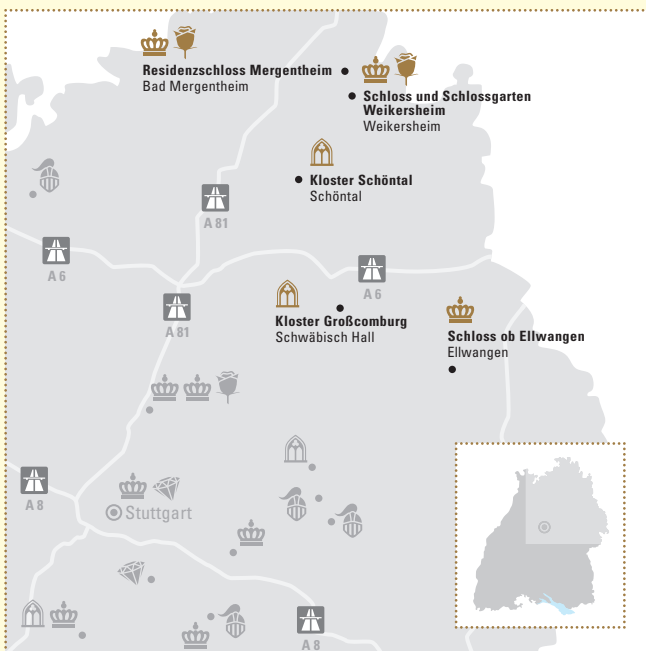 Residenzschloss Mergentheim
Bad Mergentheim
Schloss und Schlossgarten
Weikersheim
Weikersheim
Kloster Schöntal
Schöntal
A 81
A 6
A 6
A 81
Kloster Großcomburg
Schwäbisch Hall
Schloss ob Ellwangen
Ellwangen
A 8
Stuttgart
A 8